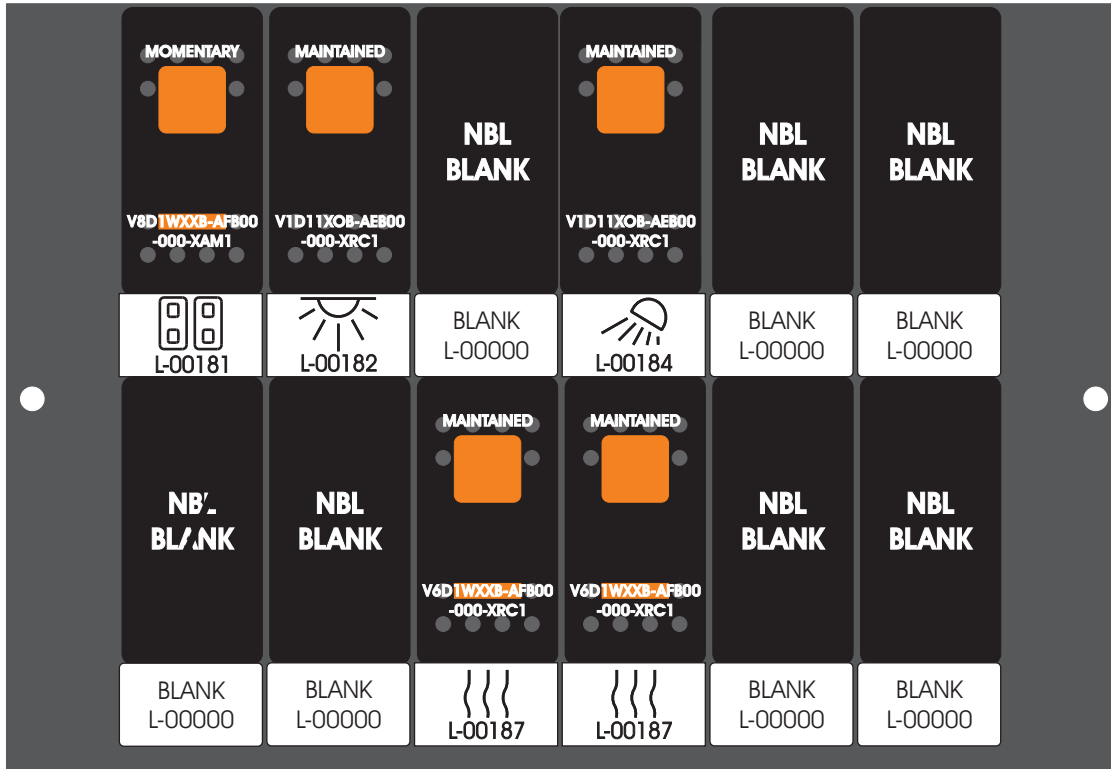 MOMENTARY
V8D1WXXB-AFB00
-000-XAM1
L-00181
MAINTAINED
V1D11XOB-AEB00
-000-XRC1
L-00182
NBL
BLANK
BLANK
L-00000
MAINTAINED
V1D11XOB-AEB00
-000-XRC1
L-00184
NBL
BLANK
BLANK
L-00000
NBL
BLANK
BLANK
L-00000
NBL
BLANK
BLANK
L-00000
NBL
BLANK
BLANK
L-00000
MAINTAINED
V6D1WXXB-AFB00
-000-XRC1
L-00187
MAINTAINED
V6D1WXXB-AFB00
-000-XRC1
L-00187
NBL
BLANK
BLANK
L-00000
NBL
BLANK
BLANK
L-00000